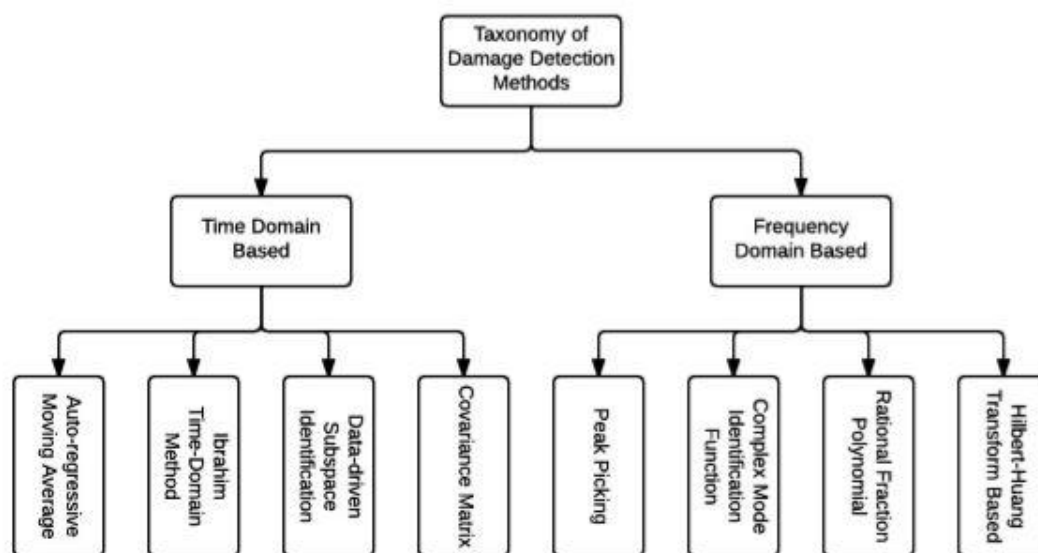 Taxonomy of
Damage Detection
Methods
Time Domain
Based
Frequency
Domain Based
Auto-regressive
Moving Average
Ibrahim
Time-Domain
Method
Data-driven
Subspace
Identification
Covariance Matrix
Peak Picking
Complex Mode
Identification
Function
Rational Fraction
Polynomial
Hilbert-Huang
Transform Based